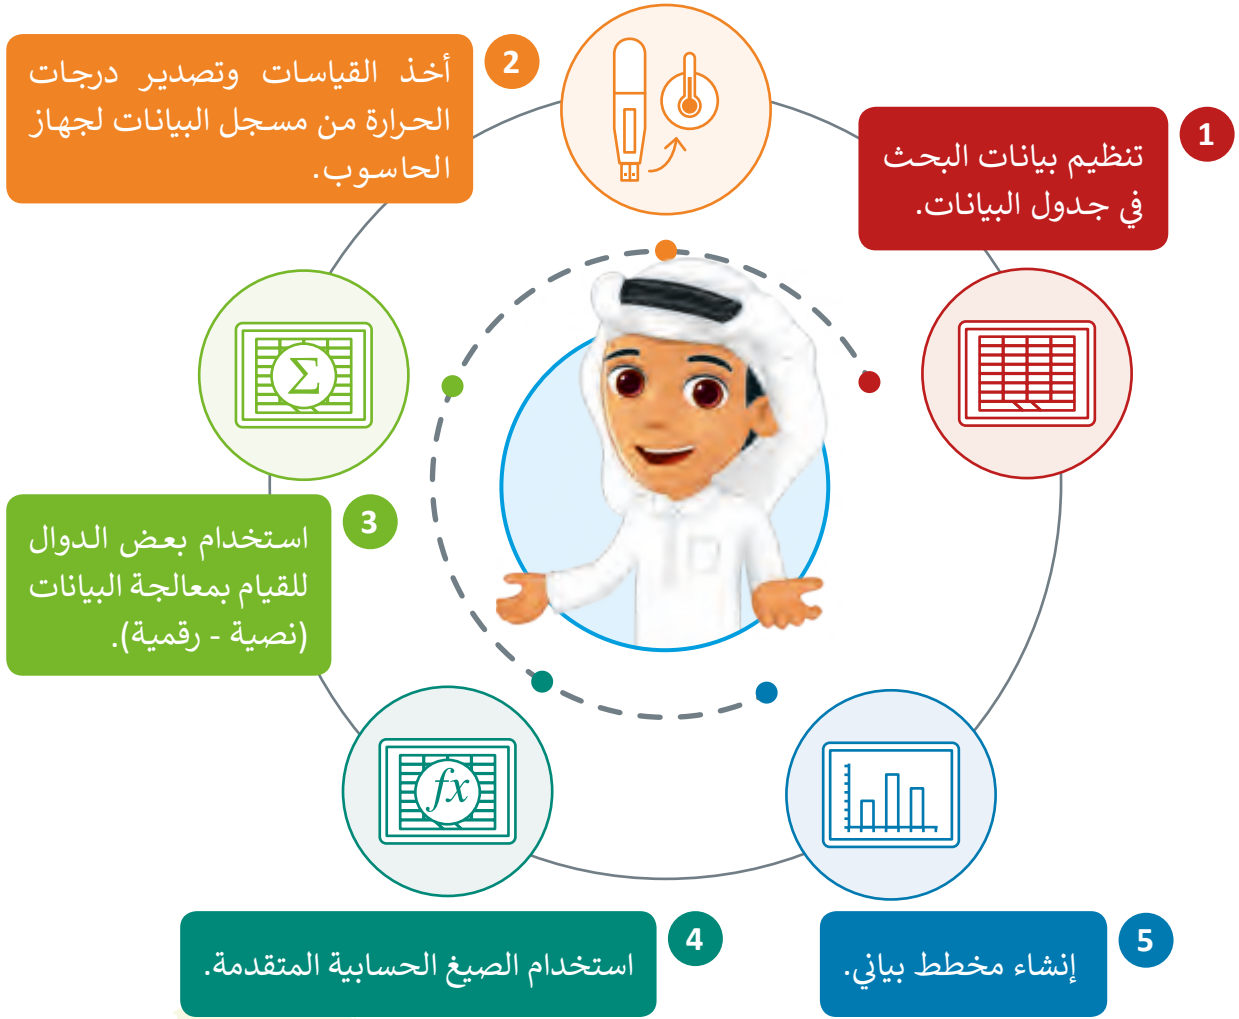 1
تنظيم بيانات البحث
في جدول البيانات.
2
أخذ القياسات وتصدير درجات
الحرارة من مسجل البيانات لجهاز
الحاسوب.
Σ
3
استخدام بعض الدوال
للقيام بمعالجة البيانات
(نصية - رقمية).
fx
4
استخدام الصيغ الحسابية المتقدمة.
5
إنشاء مخطط بياني.